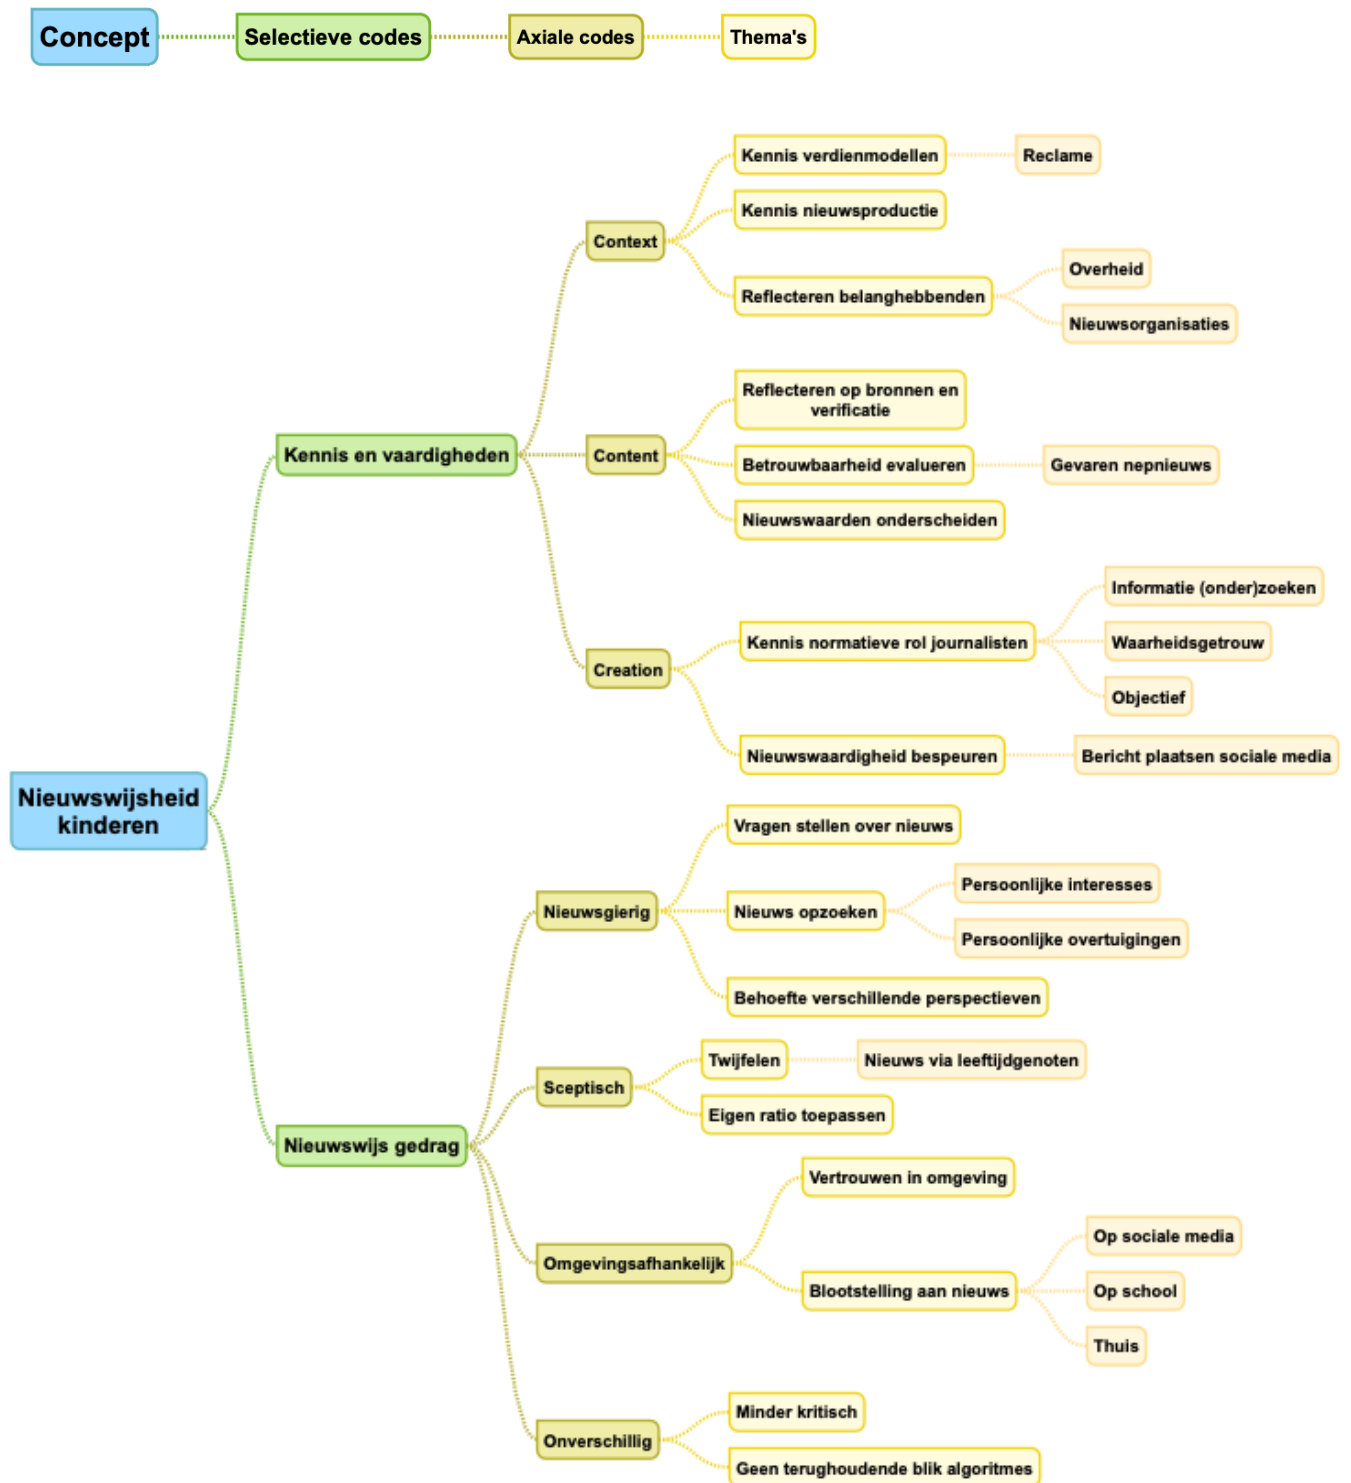 Concept
Selectieve codes
Axiale codes
Thema's
Kennis verdienmodellen
Reclame
Kennis nieuwsproductie
Context
Overheid
Reflecteren belanghebbenden
Nieuwsorganisaties
Reflecteren op bronnen en
verificatie
Kennis en vaardigheden
Content
Betrouwbaarheid evalueren
Gevaren nepnieuws
Nieuwswaarden onderscheiden
Informatie (onder)zoeken
Kennis normatieve rol journalisten
Waarheidsgetrouw
Creation
Objectief
Nieuwswaardigheid bespeuren
Bericht plaatsen sociale media
Nieuwswijsheid
kinderen
Vragen stellen over nieuws
Persoonlijke interesses
Nieuwsgierig
Nieuws opzoeken
Persoonlijke overtuigingen
Behoefte verschillende perspectieven
Twijfelen
Nieuws via leeftijdgenoten
Sceptisch
Eigen ratio toepassen
Nieuwswijs gedrag
Vertrouwen in omgeving
Op sociale media
Omgevingsafhankelijk
Blootstelling aan nieuws
Op school
Thuis
Minder kritisch
Onverschillig
Geen terughoudende blik algoritmes